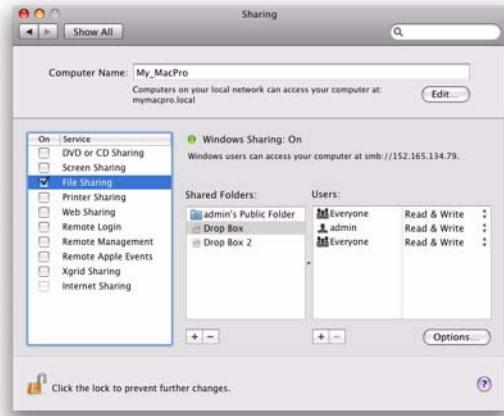 Sharing
Show All
Computer Name: My_MacPro
Computers on your local network can access your computer at:
mymacpro.local
Edit...
On Service
DVD or CD Sharing
Screen Sharing
File Sharing
Printer Sharing
Web Sharing
Remote Login
Remote Management
Remote Apple Events
Xgrid Sharing
Internet Sharing
Windows Sharing: On
Windows users can access your computer at smb://152.165.134.79.
Shared Folders:
admin's Public Folder
Drop Box
Drop Box 2
+ −
Users:
Everyone Read & Write
admin Read & Write
Everyone Read & Write
+ −
Options...
Click the lock to prevent further changes.
?